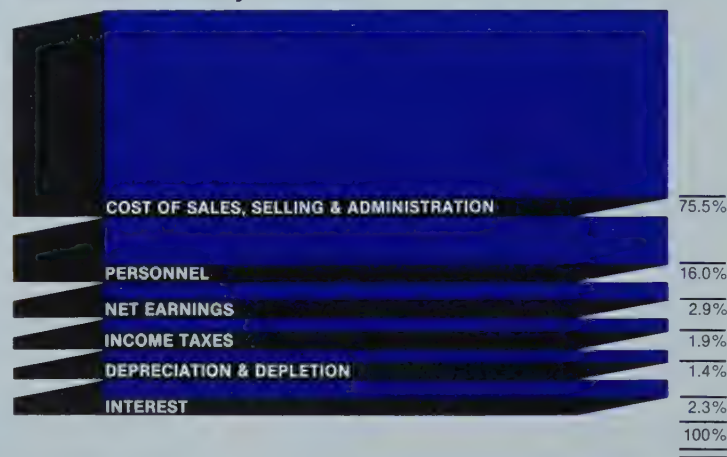 COST OF SALES, SELLING & ADMINISTRATION 75.5%
PERSONNEL 16.0%
NET EARNINGS 2.9%
INCOME TAXES 1.9%
DEPRECIATION & DEPLETION 1.4%
INTEREST 2.3%
100%